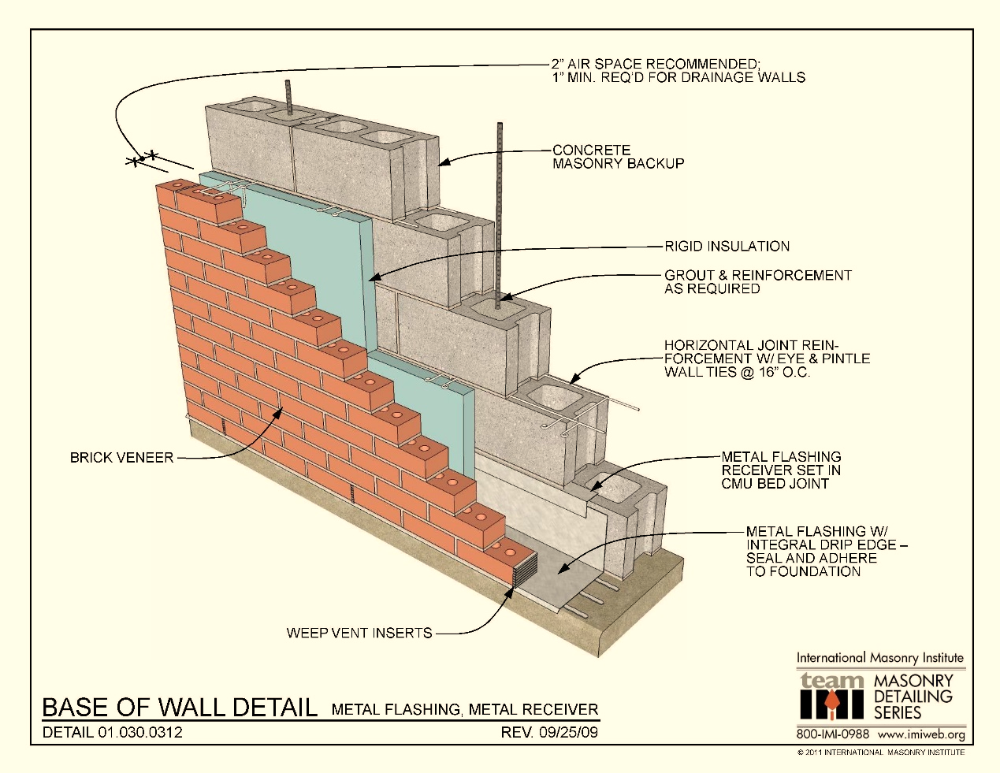 2” AIR SPACE RECOMMENDED;
1” MIN. REQ’D FOR DRAINAGE WALLS
CONCRETE
MASONRY BACKUP
RIGID INSULATION
GROUT & REINFORCEMENT
AS REQUIRED
HORIZONTAL JOINT REIN-
FORCEMENT W/ EYE & PINTLE
WALL TIES @ 16” O.C.
BRICK VENEER
METAL FLASHING
RECEIVER SET IN
CMU BED JOINT
METAL FLASHING W/
INTEGRAL DRIP EDGE –
SEAL AND ADHERE
TO FOUNDATION
WEEP VENT INSERTS
International Masonry Institute
team
MASONRY
DETAILING
SERIES
800-IMI-0988 www.imiweb.org
BASE OF WALL DETAIL METAL FLASHING, METAL RECEIVER
DETAIL 01.030.0312 REV. 09/25/09
© 2011 INTERNATIONAL MASONRY INSTITUTE